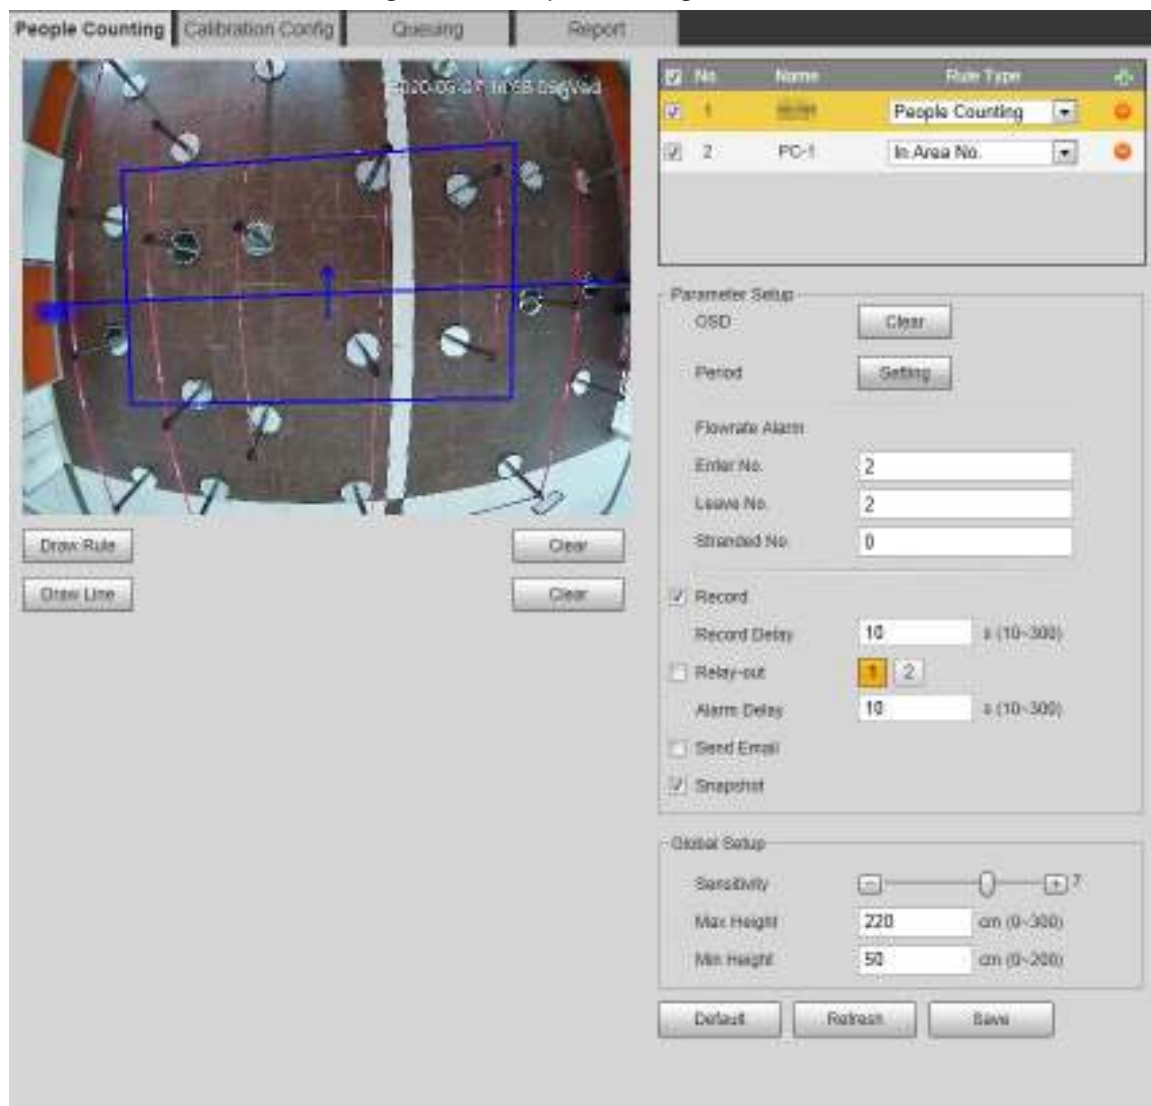 People Counting Calibration Config Queuing Report
No. Name Rule Type
1 People Counting
2 PC-1 In Area No.
Parameter Setup
OSD Clear
Period Setting
Flowrate Alarm
Enter No. 2
Leave No. 2
Stranded No. 0
Draw Rule Clear
Draw Line Clear
Record
Record Delay 10 s (10~300)
Relay-out 1 2
Alarm Delay 10 s (10~300)
Send Email
Snapshot
Global Setup
Sensitivity - + 7
Max Height 220 cm (0~300)
Min Height 50 cm (0~200)
Default Refresh Save